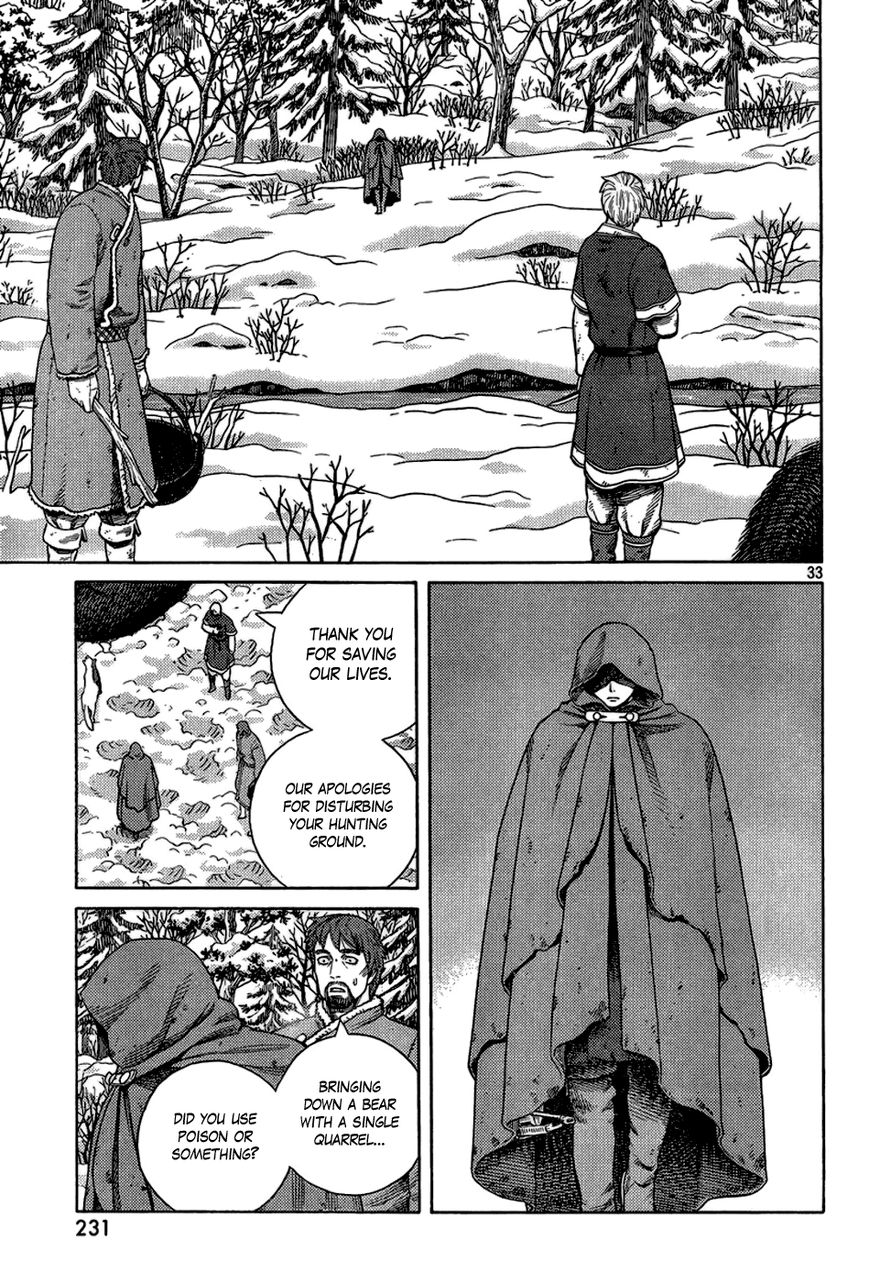 33
THANK YOU
FOR SAVING
OUR LIVES.
OUR APOLOGIES
FOR DISTURBING
YOUR HUNTING
GROUND.
BRINGING
DOWN A BEAR
WITH A SINGLE
QUARREL...
DID YOU USE
POISON OR
SOMETHING?
231